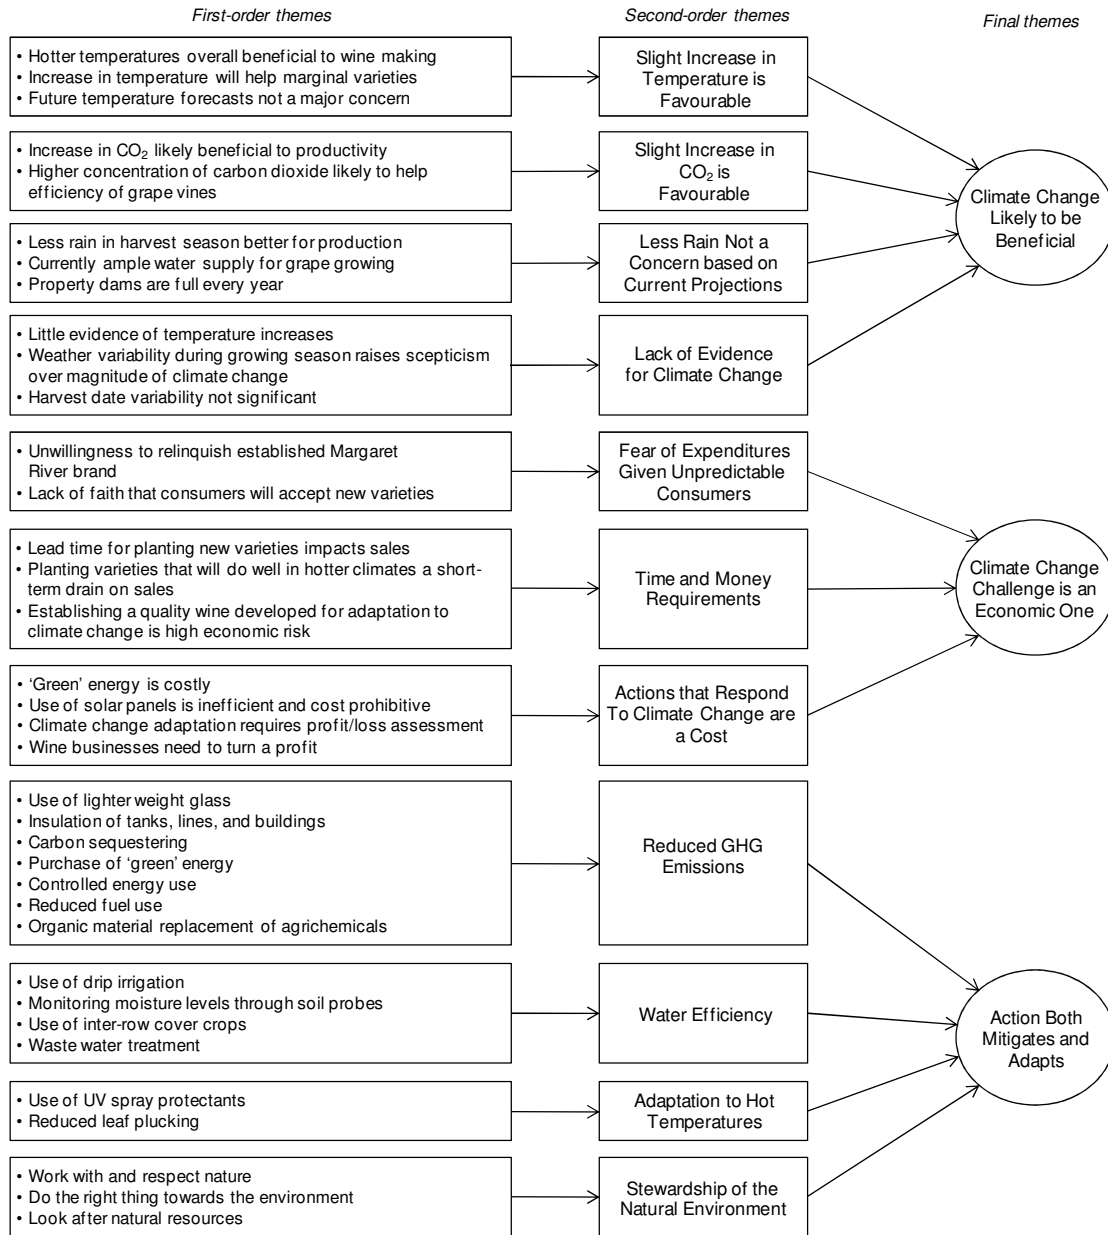 First-order themes
Second-order themes
Final themes
• Hotter temperatures overall beneficial to wine making
• Increase in temperature will help marginal varieties
• Future temperature forecasts not a major concern
Slight Increase in
Temperature is
Favourable
• Increase in CO₂ likely beneficial to productivity
• Higher concentration of carbon dioxide likely to help
efficiency of grape vines
Slight Increase in
CO₂ is
Favourable
• Less rain in harvest season better for production
• Currently ample water supply for grape growing
• Property dams are full every year
Less Rain Not a
Concern based on
Current Projections
• Little evidence of temperature increases
• Weather variability during growing season raises scepticism
over magnitude of climate change
• Harvest date variability not significant
Lack of Evidence
for Climate Change
Climate Change
Likely to be
Beneficial
• Unwillingness to relinquish established Margaret
River brand
• Lack of faith that consumers will accept new varieties
Fear of Expenditures
Given Unpredictable
Consumers
• Lead time for planting new varieties impacts sales
• Planting varieties that will do well in hotter climates a short-
term drain on sales
• Establishing a quality wine developed for adaptation to
climate change is high economic risk
Time and Money
Requirements
• ‘Green’ energy is costly
• Use of solar panels is inefficient and cost prohibitive
• Climate change adaptation requires profit/loss assessment
• Wine businesses need to turn a profit
Actions that Respond
To Climate Change are
a Cost
Climate Change
Challenge is an
Economic One
• Use of lighter weight glass
• Insulation of tanks, lines, and buildings
• Carbon sequestering
• Purchase of ‘green’ energy
• Controlled energy use
• Reduced fuel use
• Organic material replacement of agrichemicals
Reduced GHG
Emissions
• Use of drip irrigation
• Monitoring moisture levels through soil probes
• Use of inter-row cover crops
• Waste water treatment
Water Efficiency
• Use of UV spray protectants
• Reduced leaf plucking
Adaptation to Hot
Temperatures
• Work with and respect nature
• Do the right thing towards the environment
• Look after natural resources
Stewardship of the
Natural Environment
Action Both
Mitigates and
Adapts